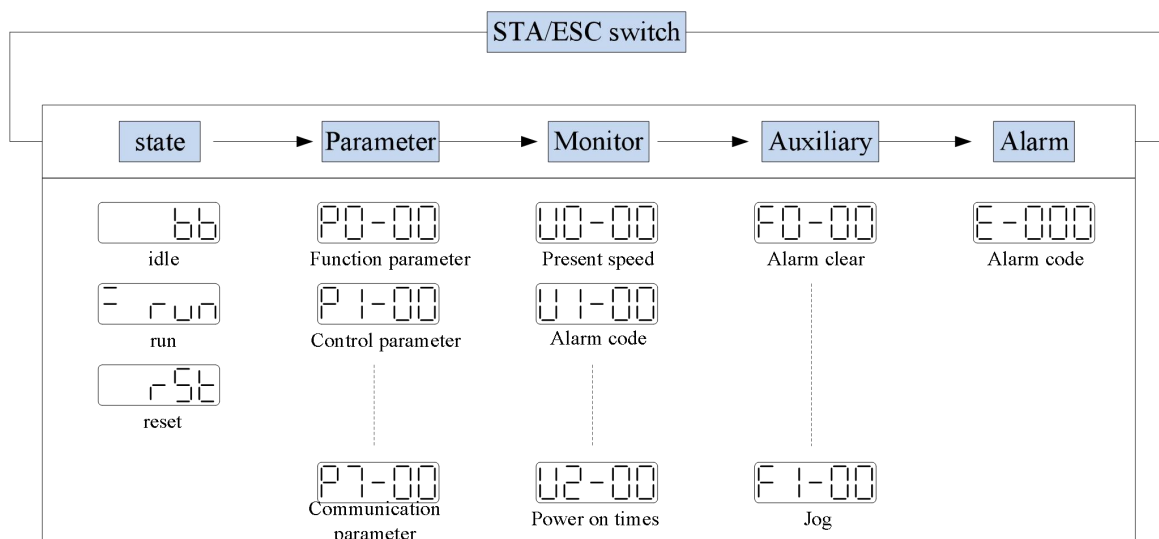 STA/ESC switch
state Parameter Monitor Auxiliary Alarm
bb P0-00 U0-00 F0-00 E-000
idle Function parameter Present speed Alarm clear Alarm code
run P1-00 U1-00
run Control parameter Alarm code
rSt
reset
P7-00 U2-00 F1-00
Communication Power on times Jog
parameter